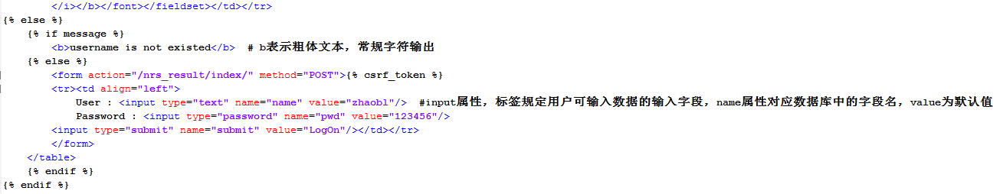 </i></b></font></fieldset></td></tr>
{% else %}
{% if message %}
<b>username is not existed</b>  # b表示粗体文本，常规字符输出
{% else %}
<form action="/nrs_result/index/" method="POST">{% csrf_token %}
<tr><td align="left">
User : <input type="text" name="name" value="zhaobl"/>  #input属性，标签规定用户可输入数据的输入字段，name属性对应数据库中的字段名，value为默认值
Password : <input type="password" name="pwd" value="123456"/>
<input type="submit" name="submit" value="LogOn"/></td></tr>
</form>
</table>
{% endif %}
{% endif %}